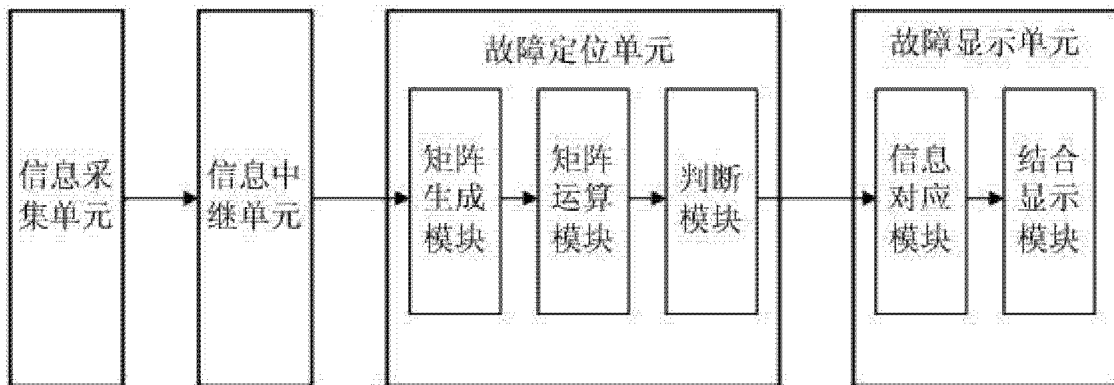 信息采
集单元
信息中
继单元
故障定位单元
矩阵
生成
模块
矩阵
运算
模块
判断
模块
故障显示单元
信息
对应
模块
结合
显示
模块